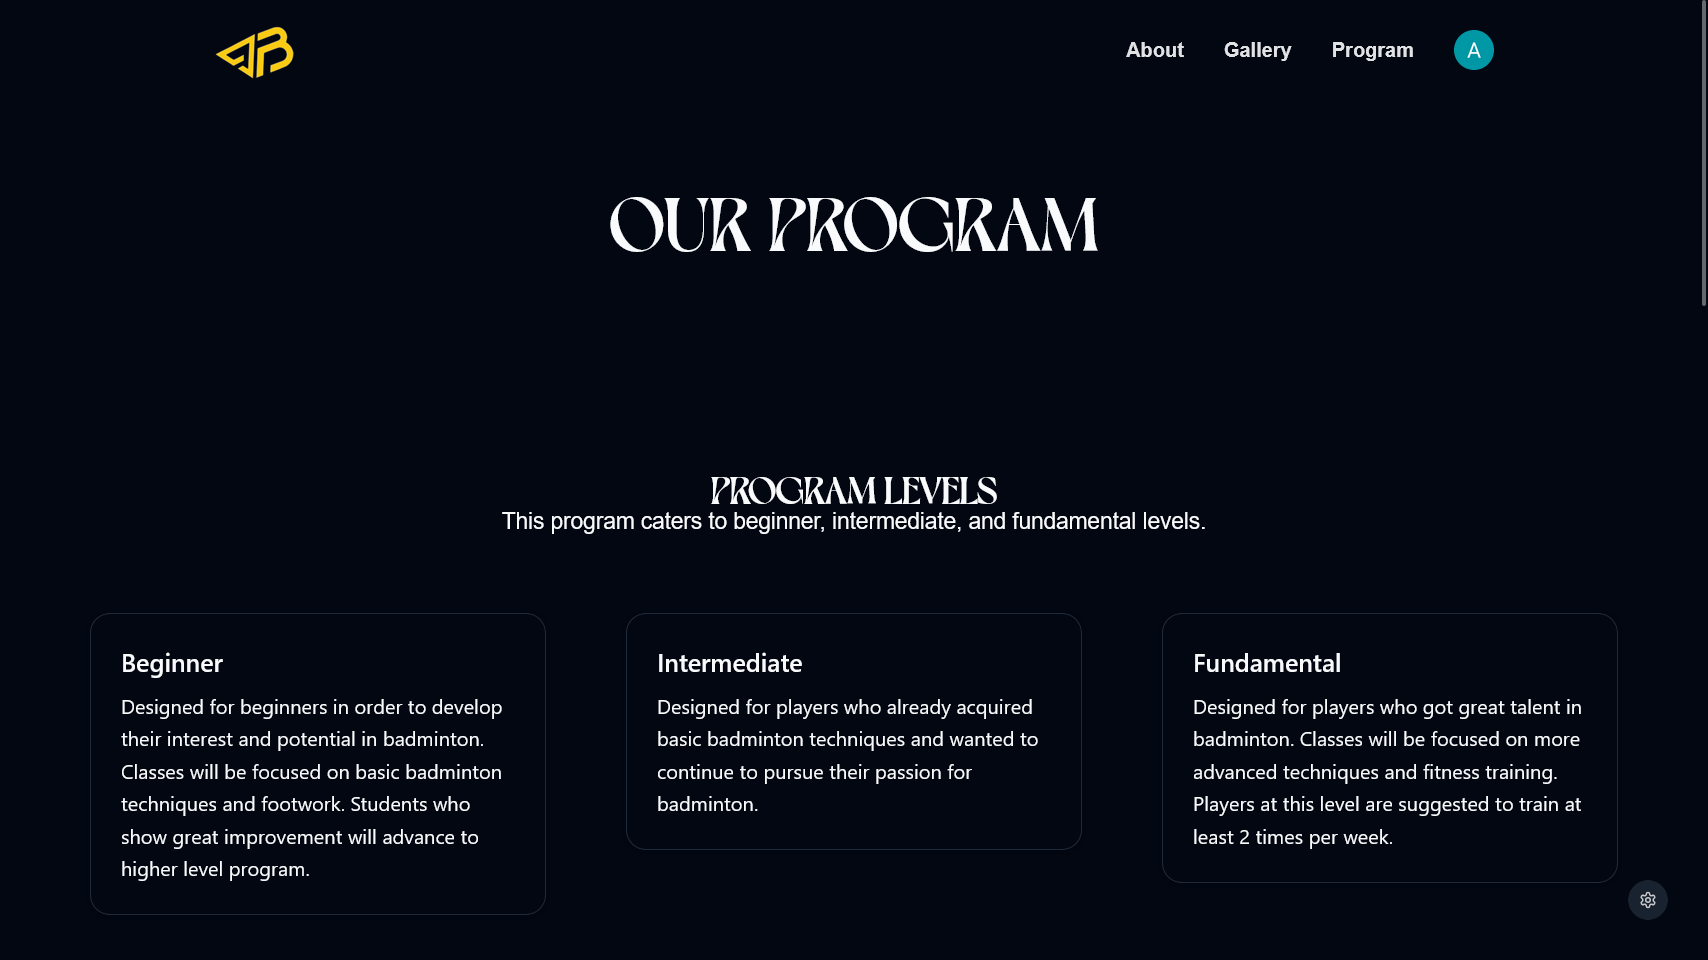 About
Gallery
Program
A
OUR PROGRAM
PROGRAM LEVELS
This program caters to beginner, intermediate, and fundamental levels.
Beginner
Designed for beginners in order to develop
their interest and potential in badminton.
Classes will be focused on basic badminton
techniques and footwork. Students who
show great improvement will advance to
higher level program.
Intermediate
Designed for players who already acquired
basic badminton techniques and wanted to
continue to pursue their passion for
badminton.
Fundamental
Designed for players who got great talent in
badminton. Classes will be focused on more
advanced techniques and fitness training.
Players at this level are suggested to train at
least 2 times per week.